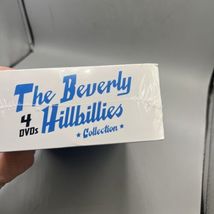 The Beverly
4 DVDs Hillbillies
★ Collection ★